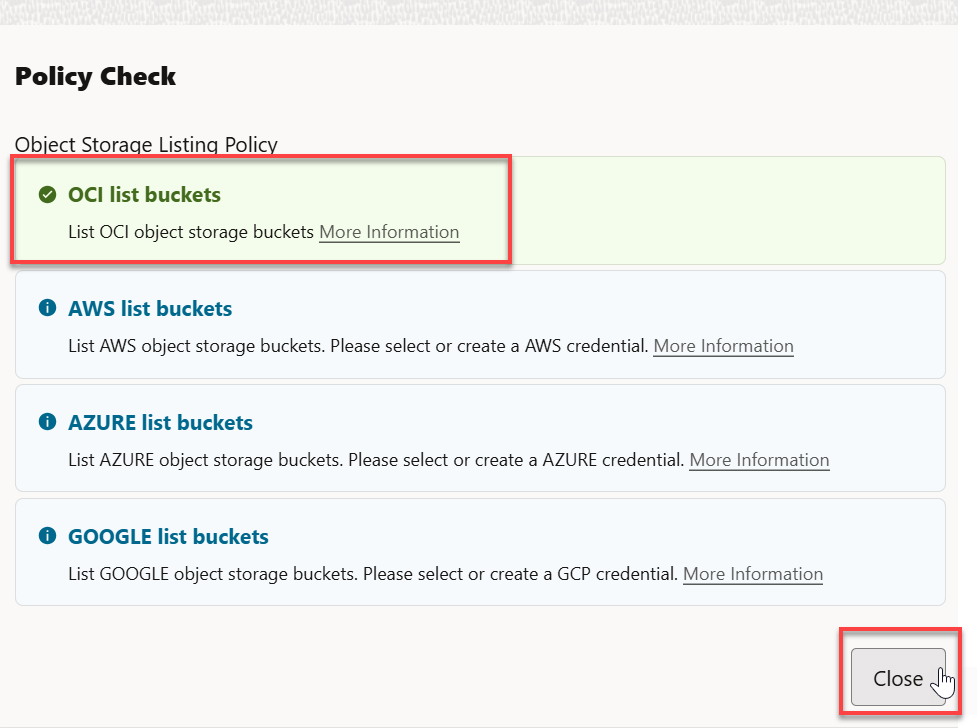 Policy Check
Object Storage Listing Policy
OCI list buckets
List OCI object storage buckets More Information
AWS list buckets
List AWS object storage buckets. Please select or create a AWS credential. More Information
AZURE list buckets
List AZURE object storage buckets. Please select or create a AZURE credential. More Information
GOOGLE list buckets
List GOOGLE object storage buckets. Please select or create a GCP credential. More Information
Close